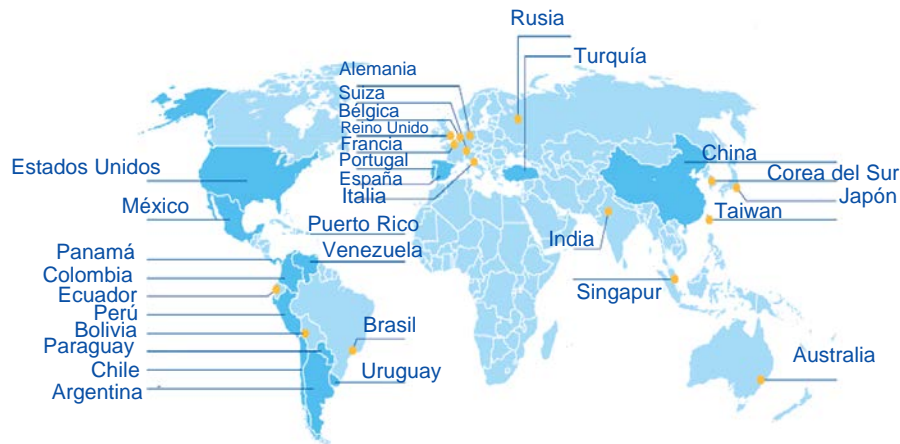 Rusia
Turquía
Alemania
Suiza
Bélgica
Reino Unido
Francia
Portugal
España
Italia
Estados Unidos
México
Puerto Rico
Panamá
Venezuela
Colombia
Ecuador
Perú
Bolivia
Paraguay
Chile
Argentina
Brasil
Uruguay
China
Corea del Sur
Japón
Taiwan
India
Singapur
Australia